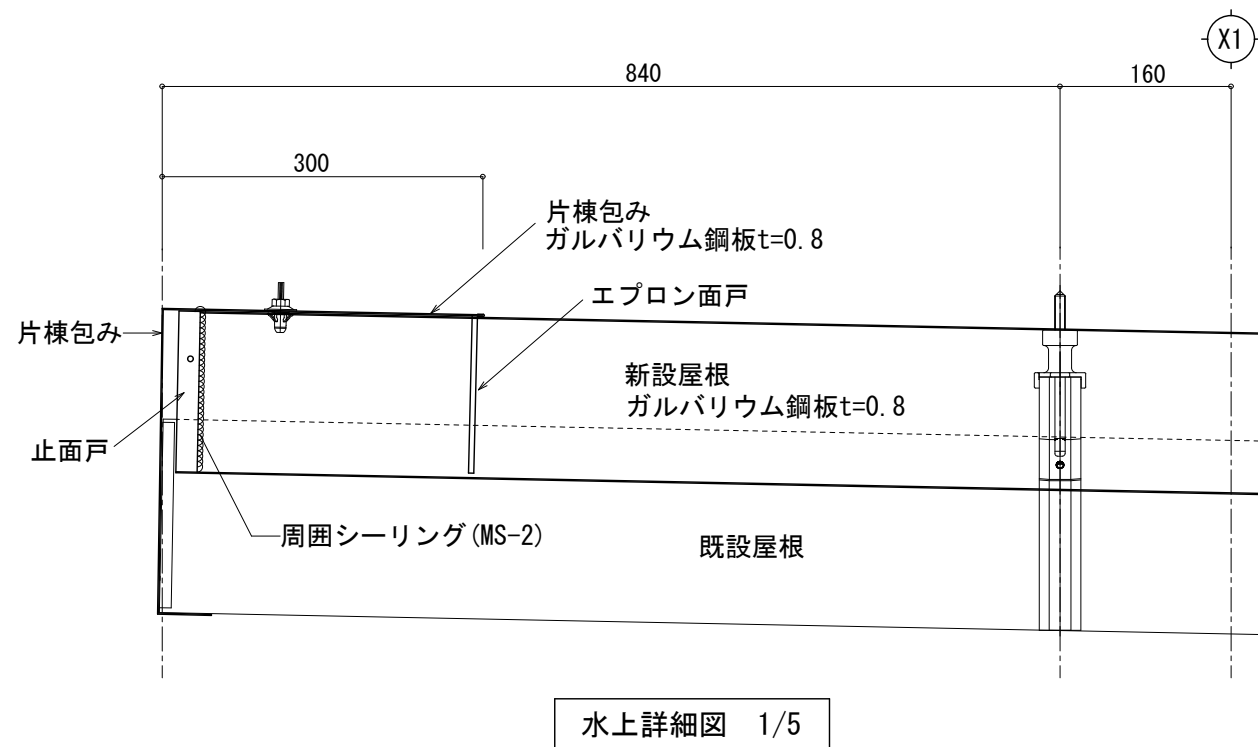 X1
840
160
300
片棟包み
ガルバリウム鋼板t=0.8
エプロン面戸
片棟包み
新設屋根
ガルバリウム鋼板t=0.8
止面戸
周囲シーリング(MS-2)
既設屋根
水上詳細図 1/5